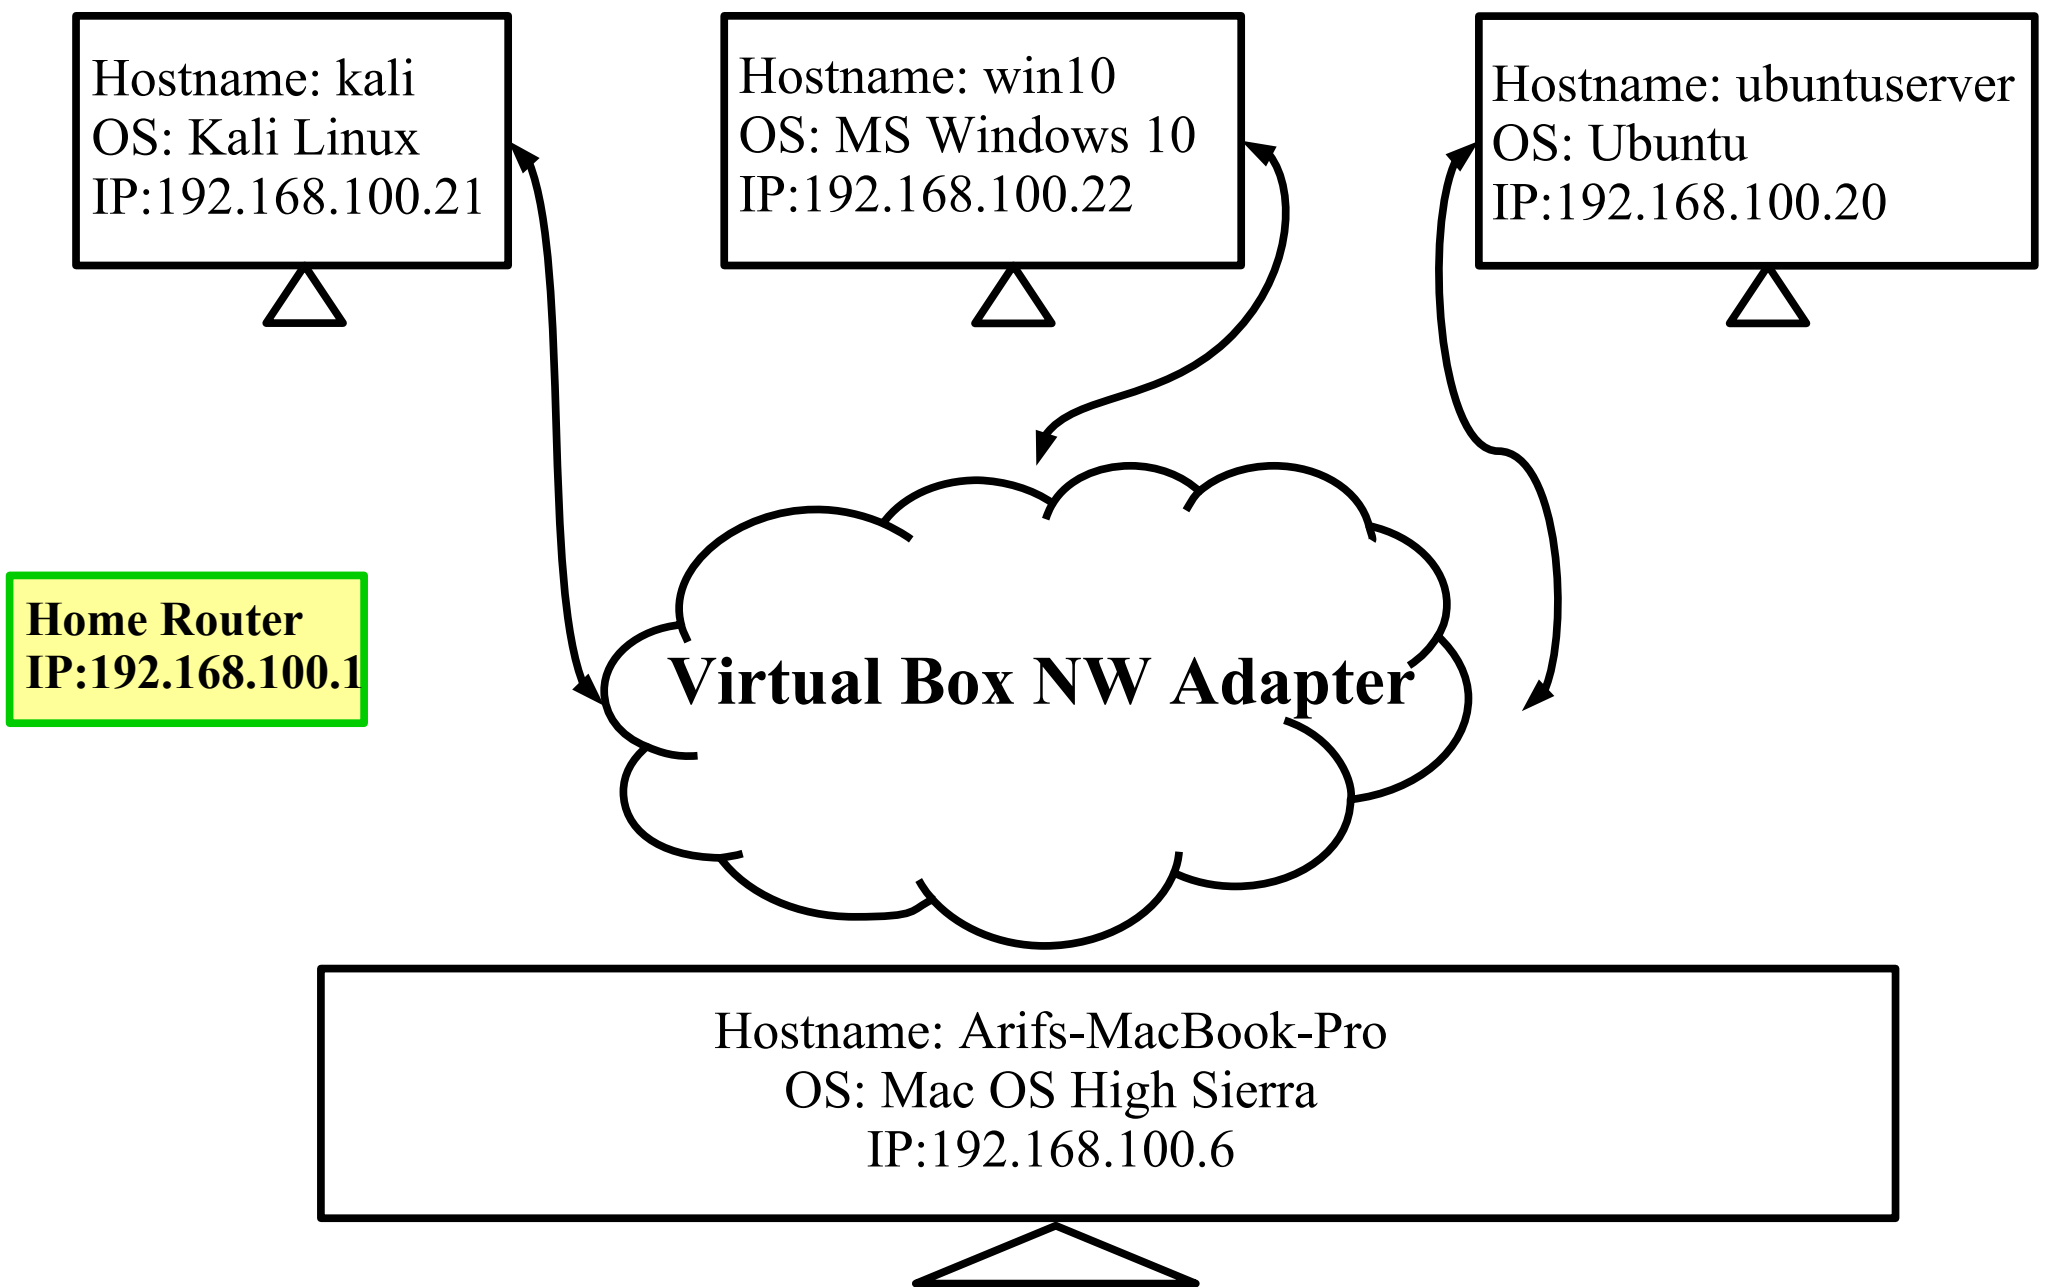 Hostname: kali
OS: Kali Linux
IP:192.168.100.21
Hostname: win10
OS: MS Windows 10
IP:192.168.100.22
Hostname: ubuntuserver
OS: Ubuntu
IP:192.168.100.20
Home Router
IP:192.168.100.1
Virtual Box NW Adapter
Hostname: Arifs-MacBook-Pro
OS: Mac OS High Sierra
IP:192.168.100.6